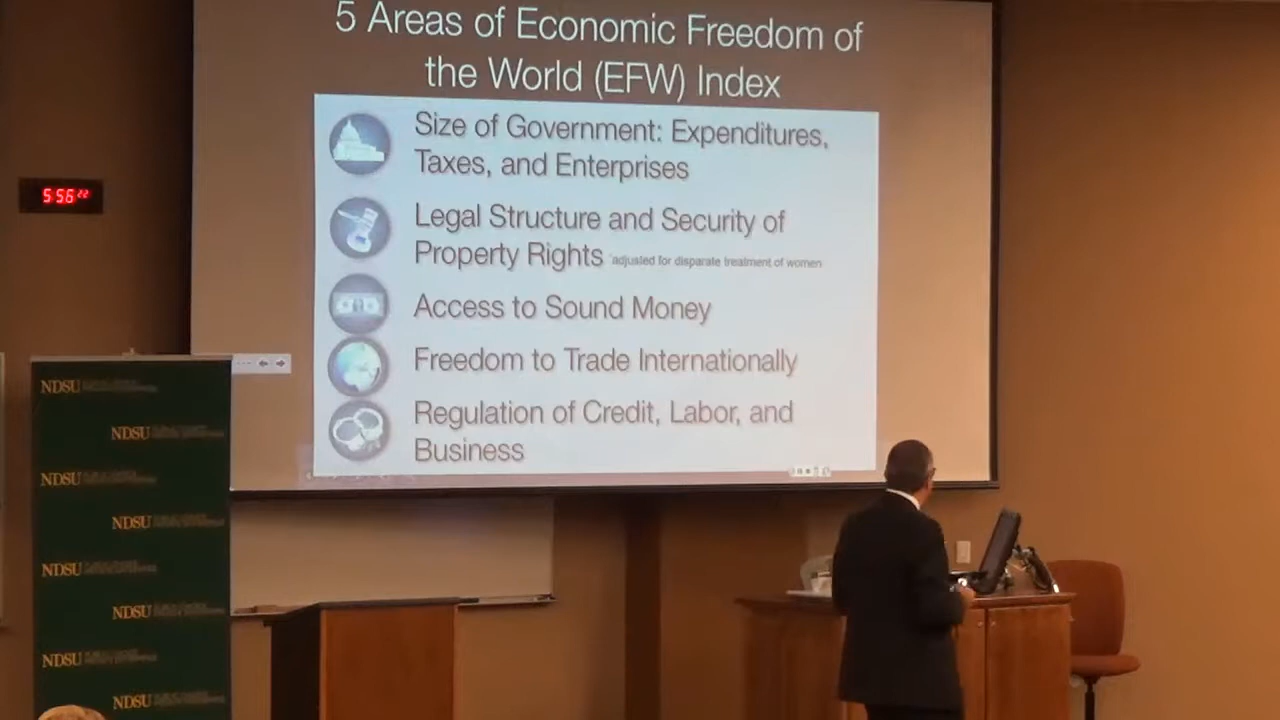 5 Areas of Economic Freedom of
the World (EFW) Index
Size of Government: Expenditures,
Taxes, and Enterprises
Legal Structure and Security of
Property Rights *adjusted for disparate treatment of women
Access to Sound Money
Freedom to Trade Internationally
Regulation of Credit, Labor, and
Business
5:56 22
NDSU
NDSU
NDSU
NDSU
NDSU
NDSU
NDSU
NDSU